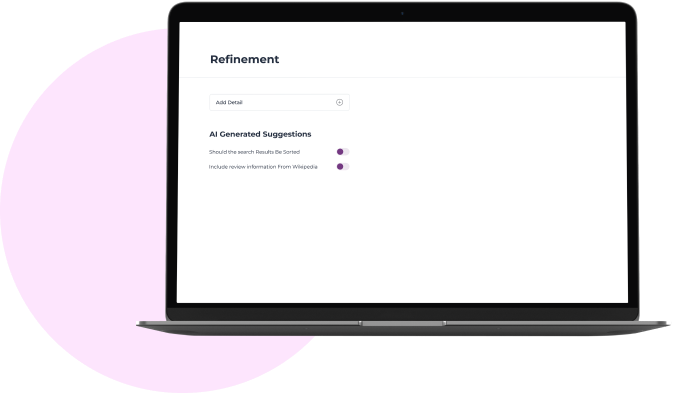 Refinement
Add Detail
AI Generated Suggestions
Should the search Results Be Sorted
Include review information From Wikipedia